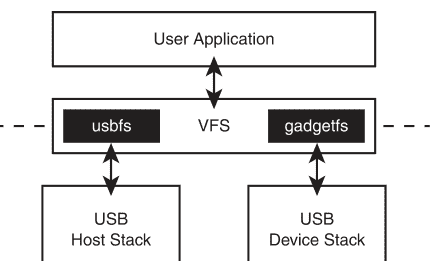 User Application
usbfs VFS gadgetfs
USB
Host Stack
USB
Device Stack